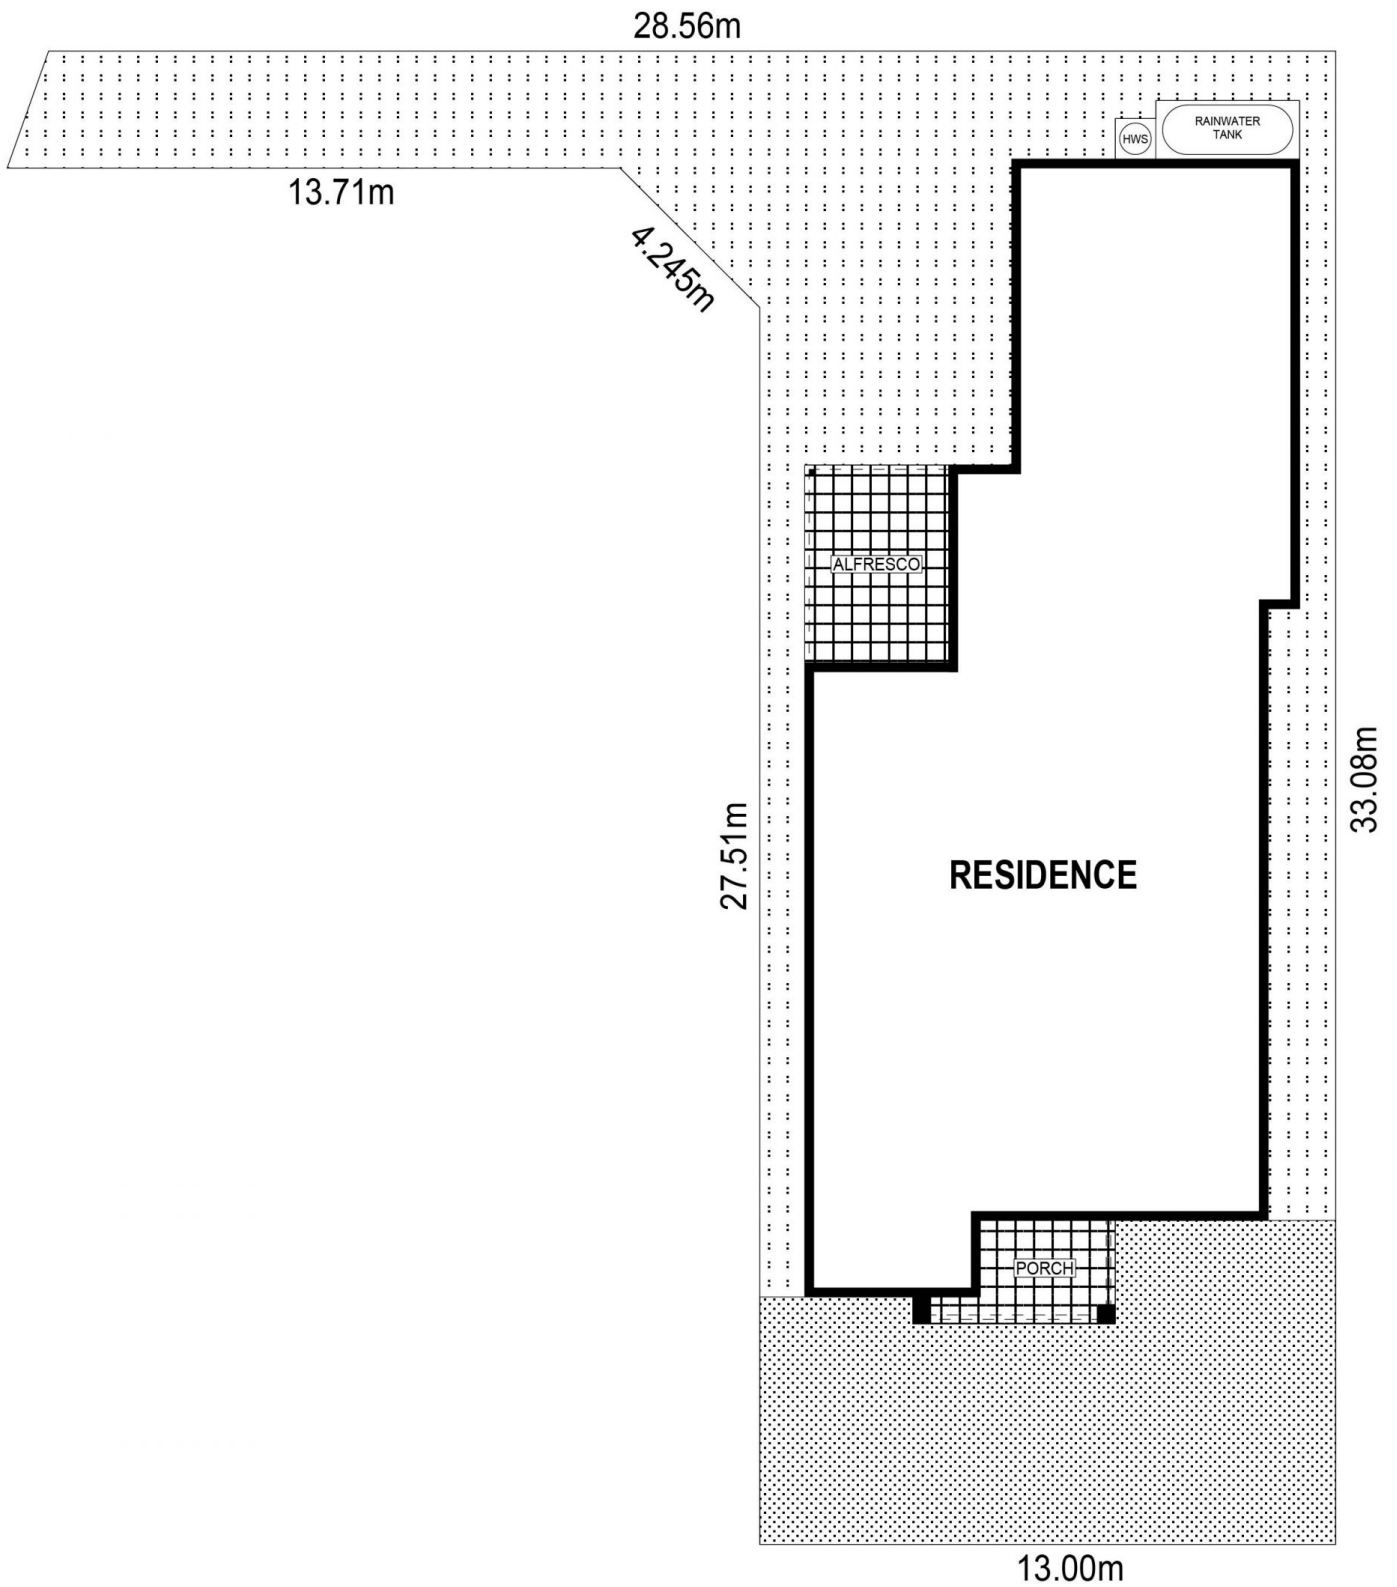 28.56m
RAINWATER
TANK
HWS
13.71m
4.245m
ALFRESCO
33.08m
27.51m
RESIDENCE
PORCH
13.00m